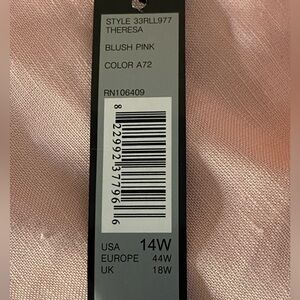 STYLE 33RLL977
THERESA
BLUSH PINK
COLOR A72
RN106409
8 22992 37796 6
USA 14W
EUROPE 44W
UK 18W